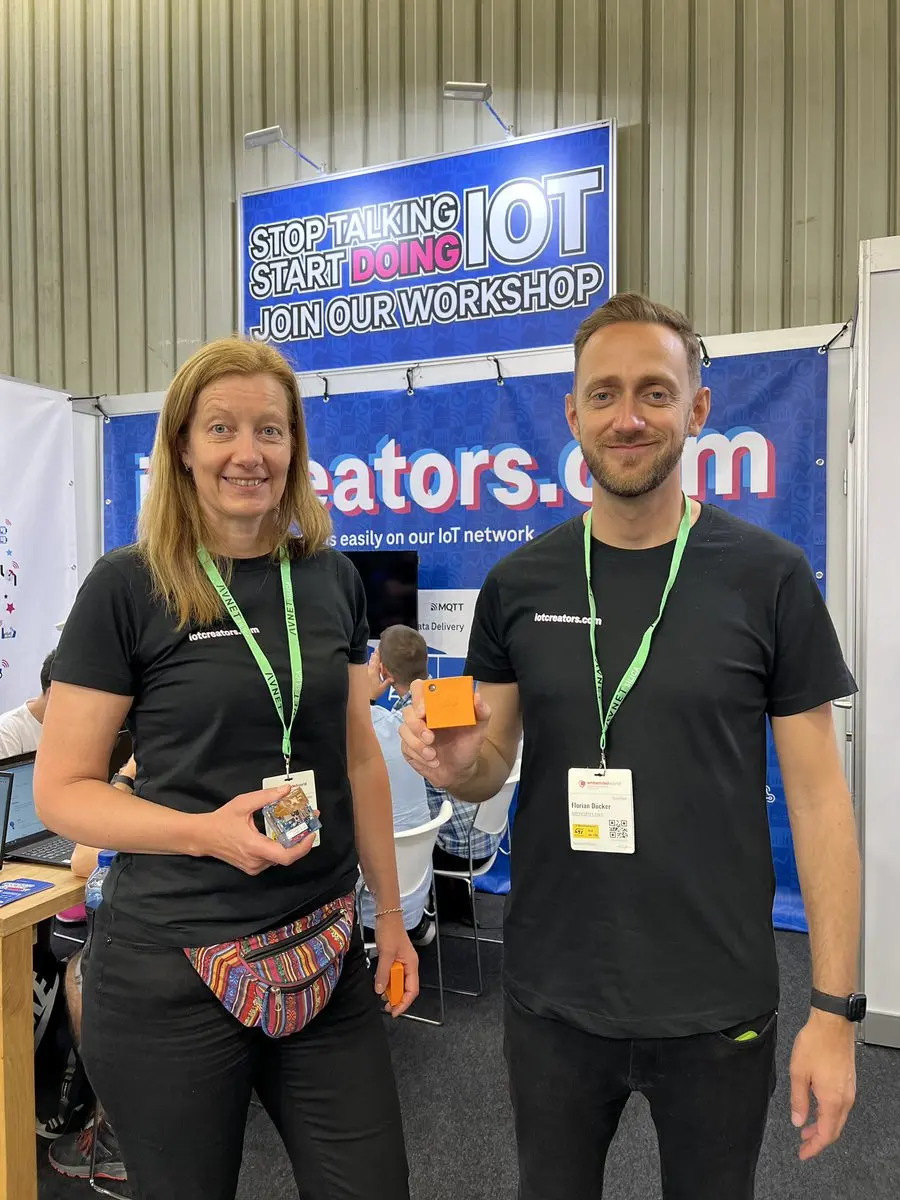 STOP TALKING
START DOING IOT
JOIN OUR WORKSHOP
eators.c m
s easily on our IoT network
MQTT
ata Delivery
iotcreators.com
AVNET
iotcreators.com
AVNET
Florian Dücker